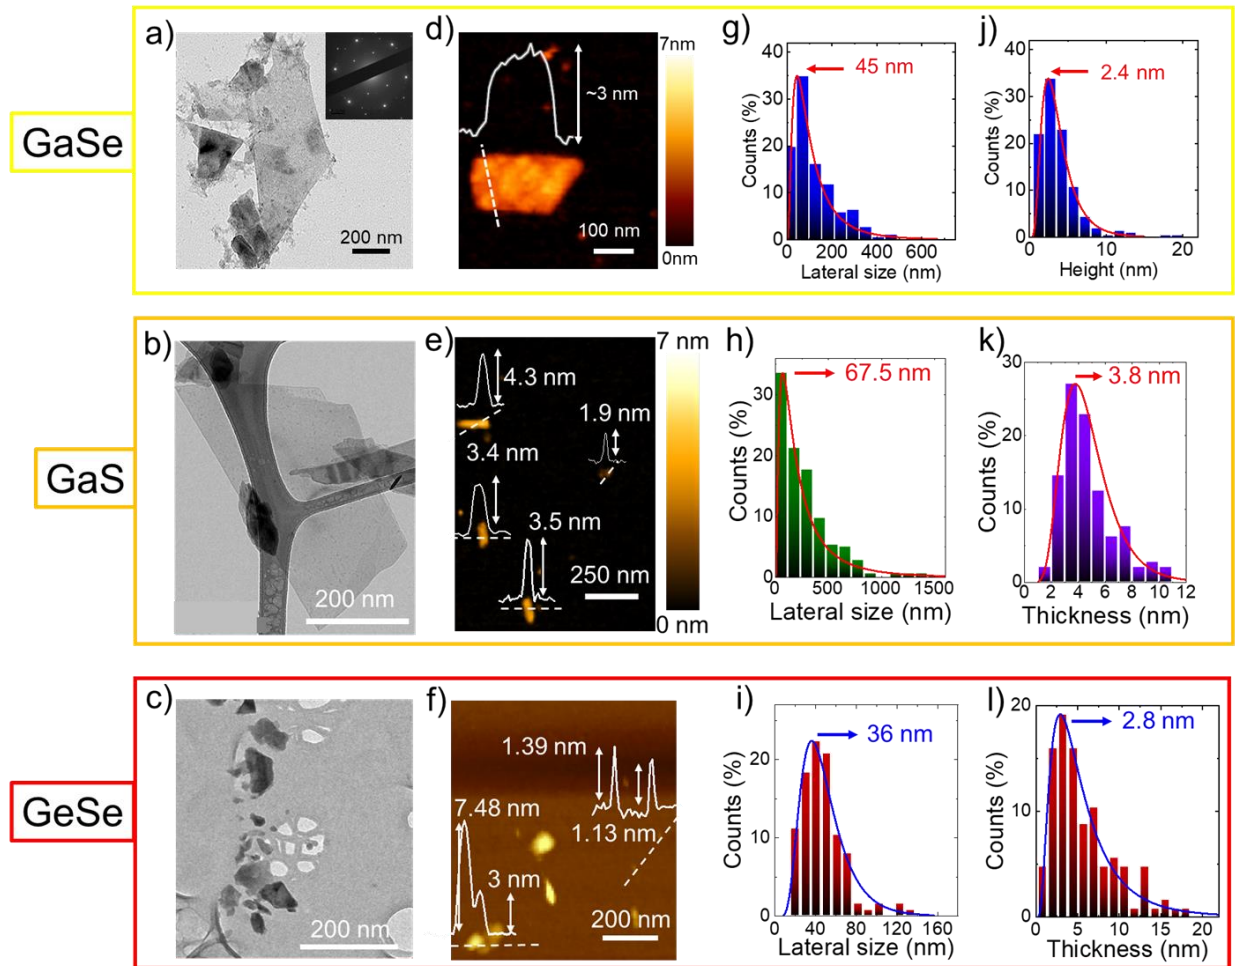 GaSe
a)
200 nm
d)
7nm
~3 nm
100 nm
0nm
g)
45 nm
Counts (%)
40
30
20
10
0
0 200 400 600
Lateral size (nm)
j)
2.4 nm
Counts (%)
40
30
20
10
0
0 10 20
Height (nm)
GaS
b)
200 nm
e)
7 nm
4.3 nm
1.9 nm
3.4 nm
3.5 nm
250 nm
0 nm
h)
67.5 nm
Counts (%)
30
20
10
0
0 500 1000 1500
Lateral size (nm)
k)
3.8 nm
Counts (%)
30
20
10
0
0 2 4 6 8 10 12
Thickness (nm)
GeSe
c)
200 nm
f)
1.39 nm
7.48 nm
1.13 nm
3 nm
200 nm
i)
36 nm
Counts (%)
20
10
0
0 40 80 120 160
Lateral size (nm)
l)
2.8 nm
Counts (%)
20
10
0
0 5 10 15 20
Thickness (nm)